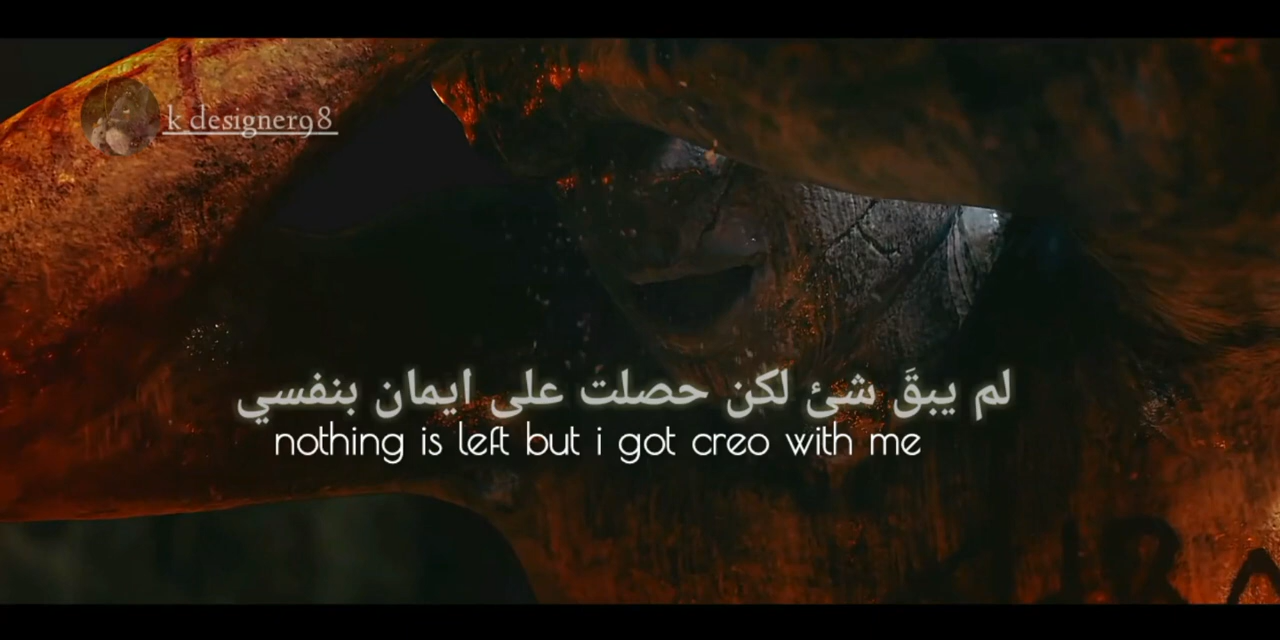 k designer98
لم يبقَ شئ لكن حصلت على ايمان بنفسي
nothing is left but i got creo with me